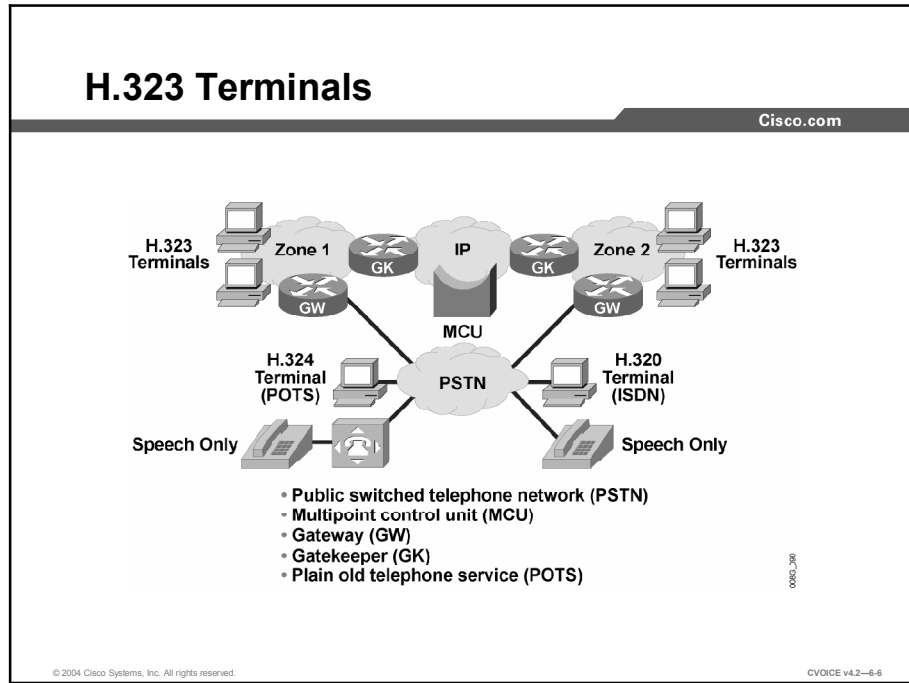 H.323 Terminals
Cisco.com
H.323
Terminals
Zone 1
GK
IP
GK
Zone 2
H.323
Terminals
GW
GW
MCU
H.324
Terminal
(POTS)
PSTN
H.320
Terminal
(ISDN)
Speech Only
Speech Only
• Public switched telephone network (PSTN)
• Multipoint control unit (MCU)
• Gateway (GW)
• Gatekeeper (GK)
• Plain old telephone service (POTS)
008G_090
© 2004 Cisco Systems, Inc. All rights reserved.
CVOICE v4.2—6-6